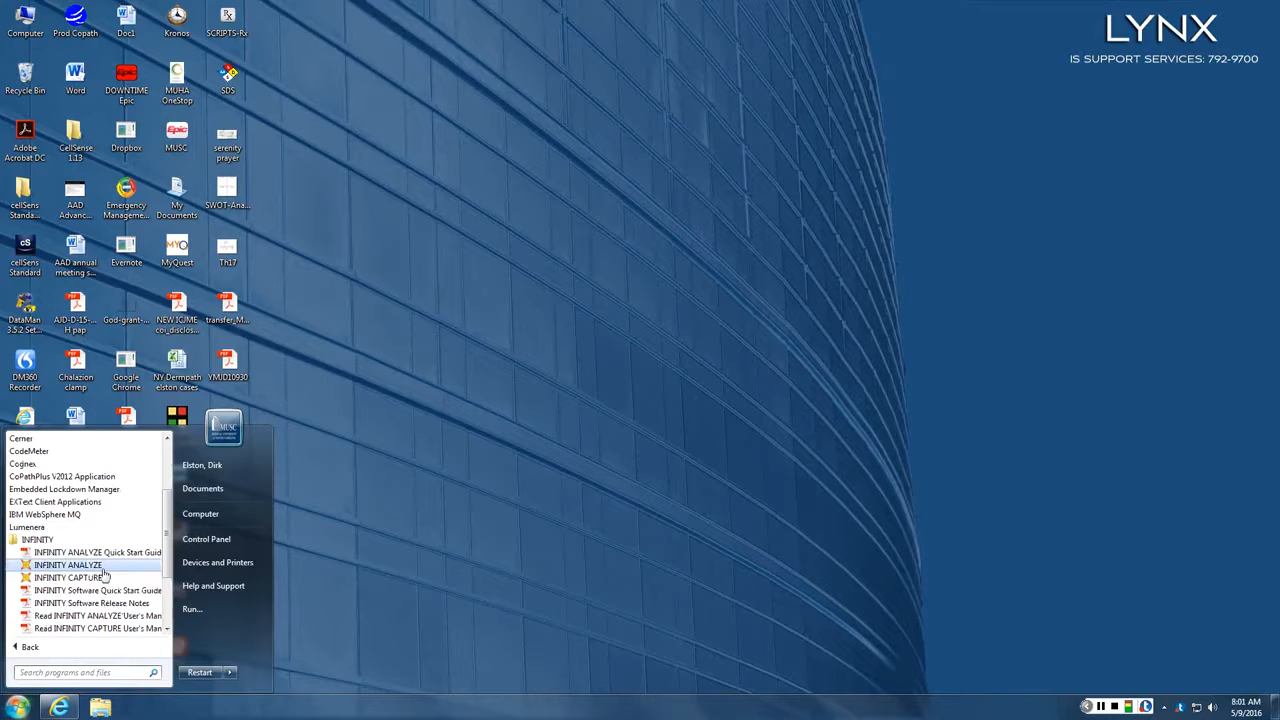 LYNX
IS SUPPORT SERVICES: 792-9700
Computer
Prod Copath
Doc1
Kronos
SCRIPTS-Rx
Recycle Bin
Word
DOWNTIME
Epic
MUHA
OneStop
SDS
Adobe
Acrobat DC
CellSense
1.13
Dropbox
Epic
MUSC
serenity
prayer
cellSens
Standa...
AAD
Advanc...
Emergency
Manageme...
My
Documents
SWOT-Ana...
cS
cellSens
Standard
AAD annual
meeting s...
Evernote
MYQ
MyQuest
Th17
DataMan
3.5.2 Set...
AJD-D-15-...
H pap
God-grant-...
NEW ICJME
coi_disclos...
transfer_M...
DM360
Recorder
Chalazion
clamp
Google
Chrome
NY Dermpath
elston cases
YMJD10930
Cerner
CodeMeter
Cognex
CoPathPlus V2012 Application
Embedded Lockdown Manager
EXText Client Applications
IBM WebSphere MQ
Lumenera
INFINITY
INFINITY ANALYZE Quick Start Guid
INFINITY ANALYZE
INFINITY CAPTURE
INFINITY Software Quick Start Guide
INFINITY Software Release Notes
Read INFINITY ANALYZE User's Man
Read INFINITY CAPTURE User's Man
Back
Search programs and files
MUSC
Elston, Dirk
Documents
Computer
Control Panel
Devices and Printers
Help and Support
Run...
Restart
8:01 AM
5/9/2016